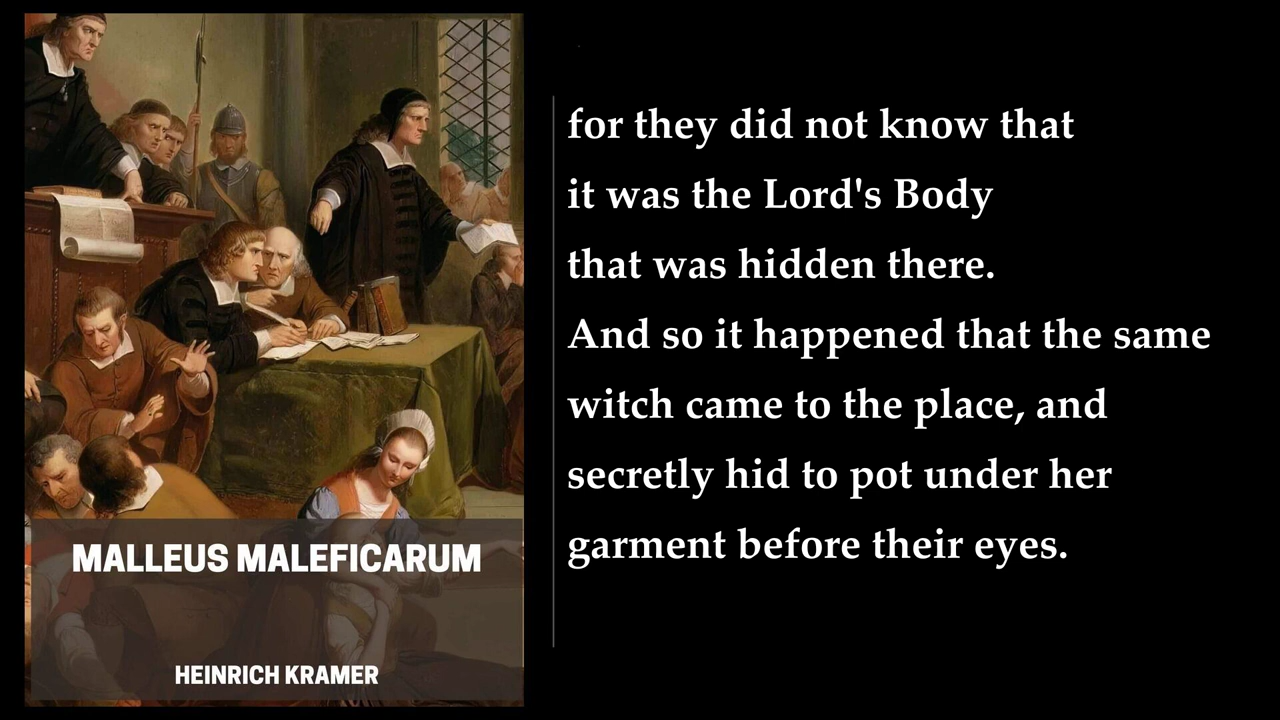 MALLEUS MALEFICARUM
HEINRICH KRAMER
for they did not know that
it was the Lord's Body
that was hidden there.
And so it happened that the same
witch came to the place, and
secretly hid to pot under her
garment before their eyes.